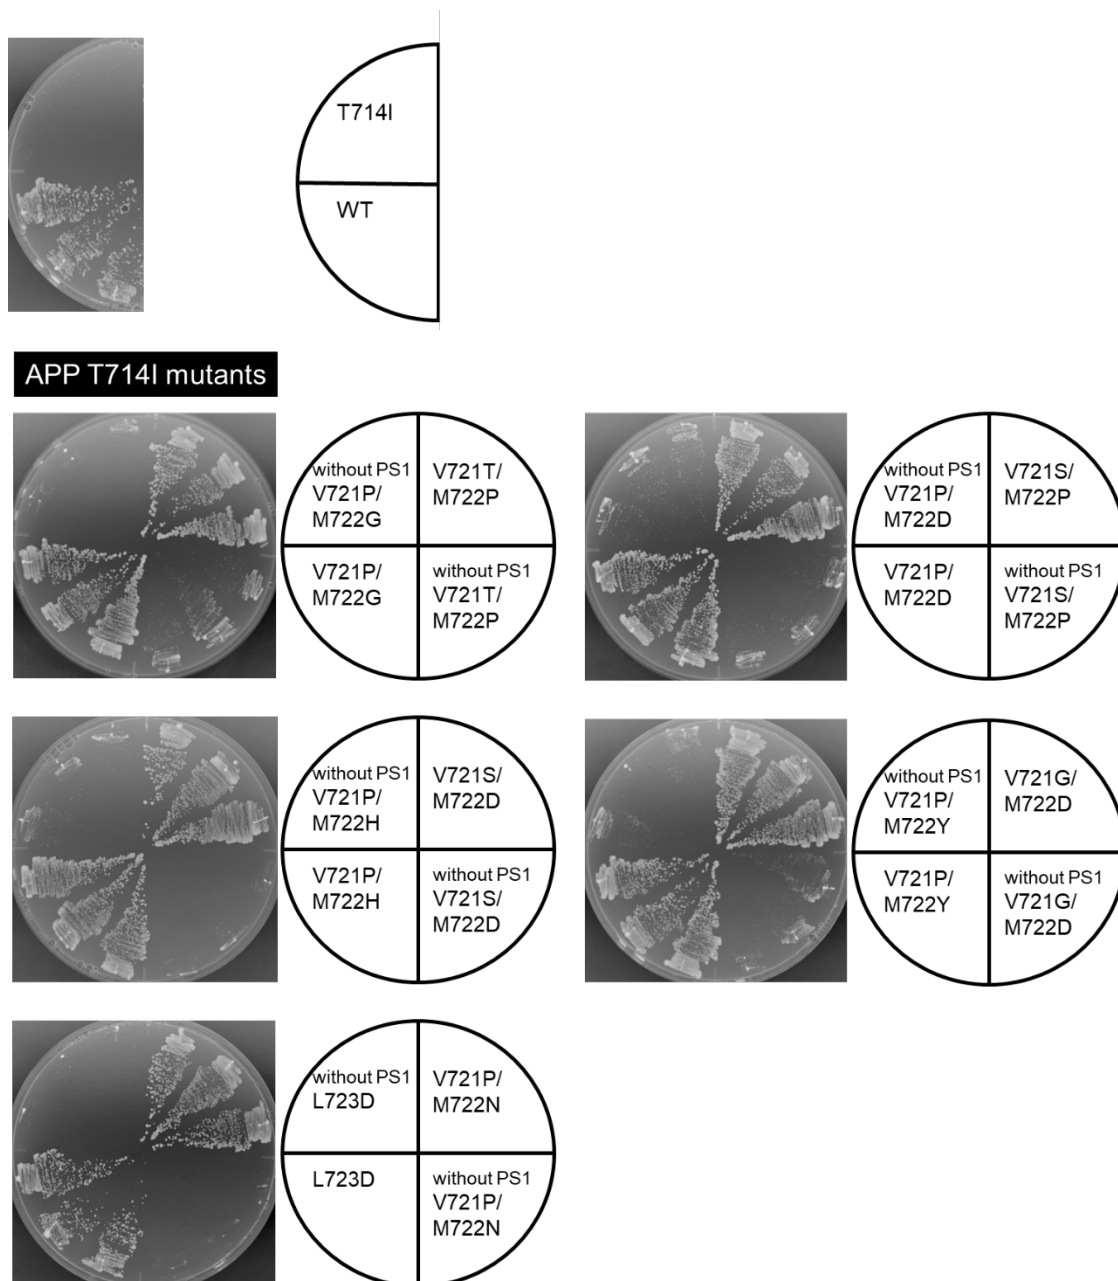 T714I
WT
APP T714I mutants
without PS1
V721P/
M722G
V721T/
M722P
V721P/
M722G
without PS1
V721T/
M722P
without PS1
V721P/
M722D
V721S/
M722P
V721P/
M722D
without PS1
V721S/
M722P
without PS1
V721P/
M722H
V721S/
M722D
V721P/
M722H
without PS1
V721S/
M722D
without PS1
V721P/
M722Y
V721G/
M722D
V721P/
M722Y
without PS1
V721G/
M722D
without PS1
L723D
V721P/
M722N
L723D
without PS1
V721P/
M722N